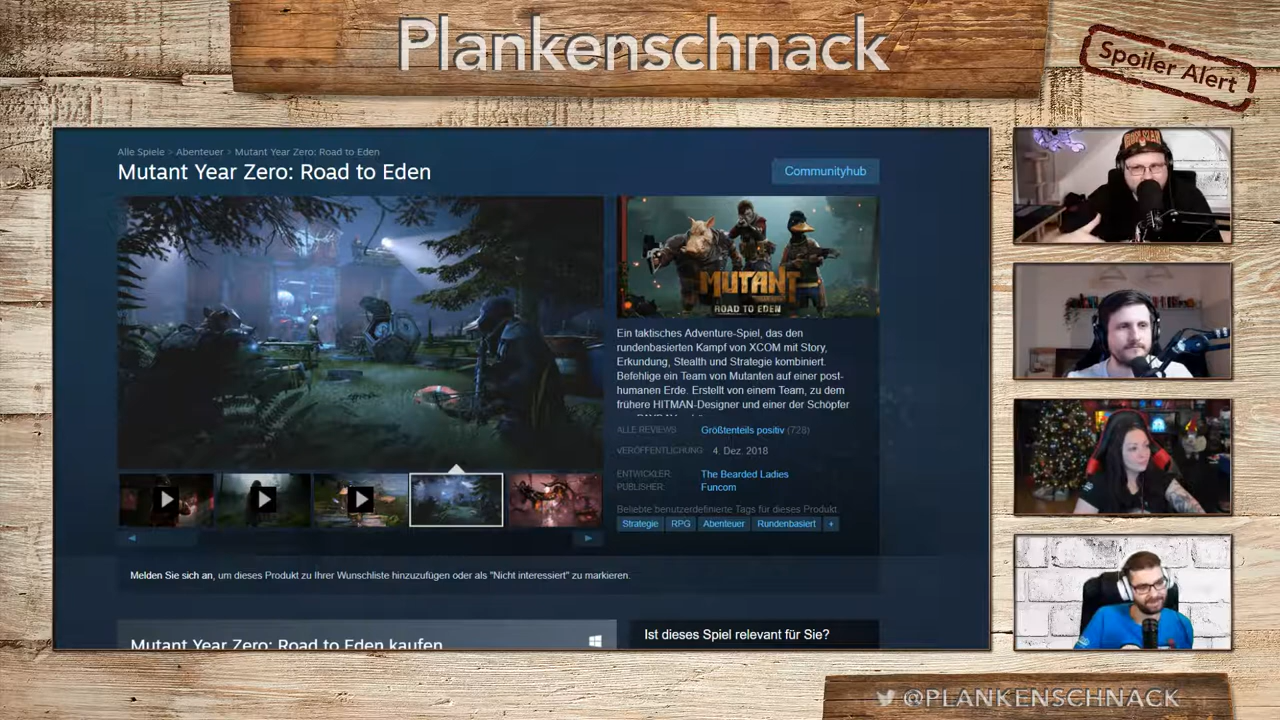 Plankenschnack
Spoiler Alert
Alle Spiele > Abenteuer > Mutant Year Zero: Road to Eden
Mutant Year Zero: Road to Eden
Communityhub
MUTANT
ROAD TO EDEN
Ein taktisches Adventure-Spiel, das den
rundenbasierten Kampf von XCOM mit Story,
Erkundung, Stealth und Strategie kombiniert.
Befehlige ein Team von Mutanten auf einer post-
humanen Erde. Erstellt von einem Team, zu dem
frühere HITMAN-Designer und einer der Schöpfer
ALLE REVIEWS Größtenteils positiv (728)
VERÖFFENTLICHUNG 4. Dez. 2018
ENTWICKLER: The Bearded Ladies
PUBLISHER: Funcom
Beliebte benutzerdefinierte Tags für dieses Produkt
Strategie RPG Abenteuer Rundenbasiert +
Melden Sie sich an, um dieses Produkt zu Ihrer Wunschliste hinzuzufügen oder als "Nicht interessiert" zu markieren.
Mutant Year Zero: Road to Eden kaufen
Ist dieses Spiel relevant für Sie?
@PLANKENSCHNACK